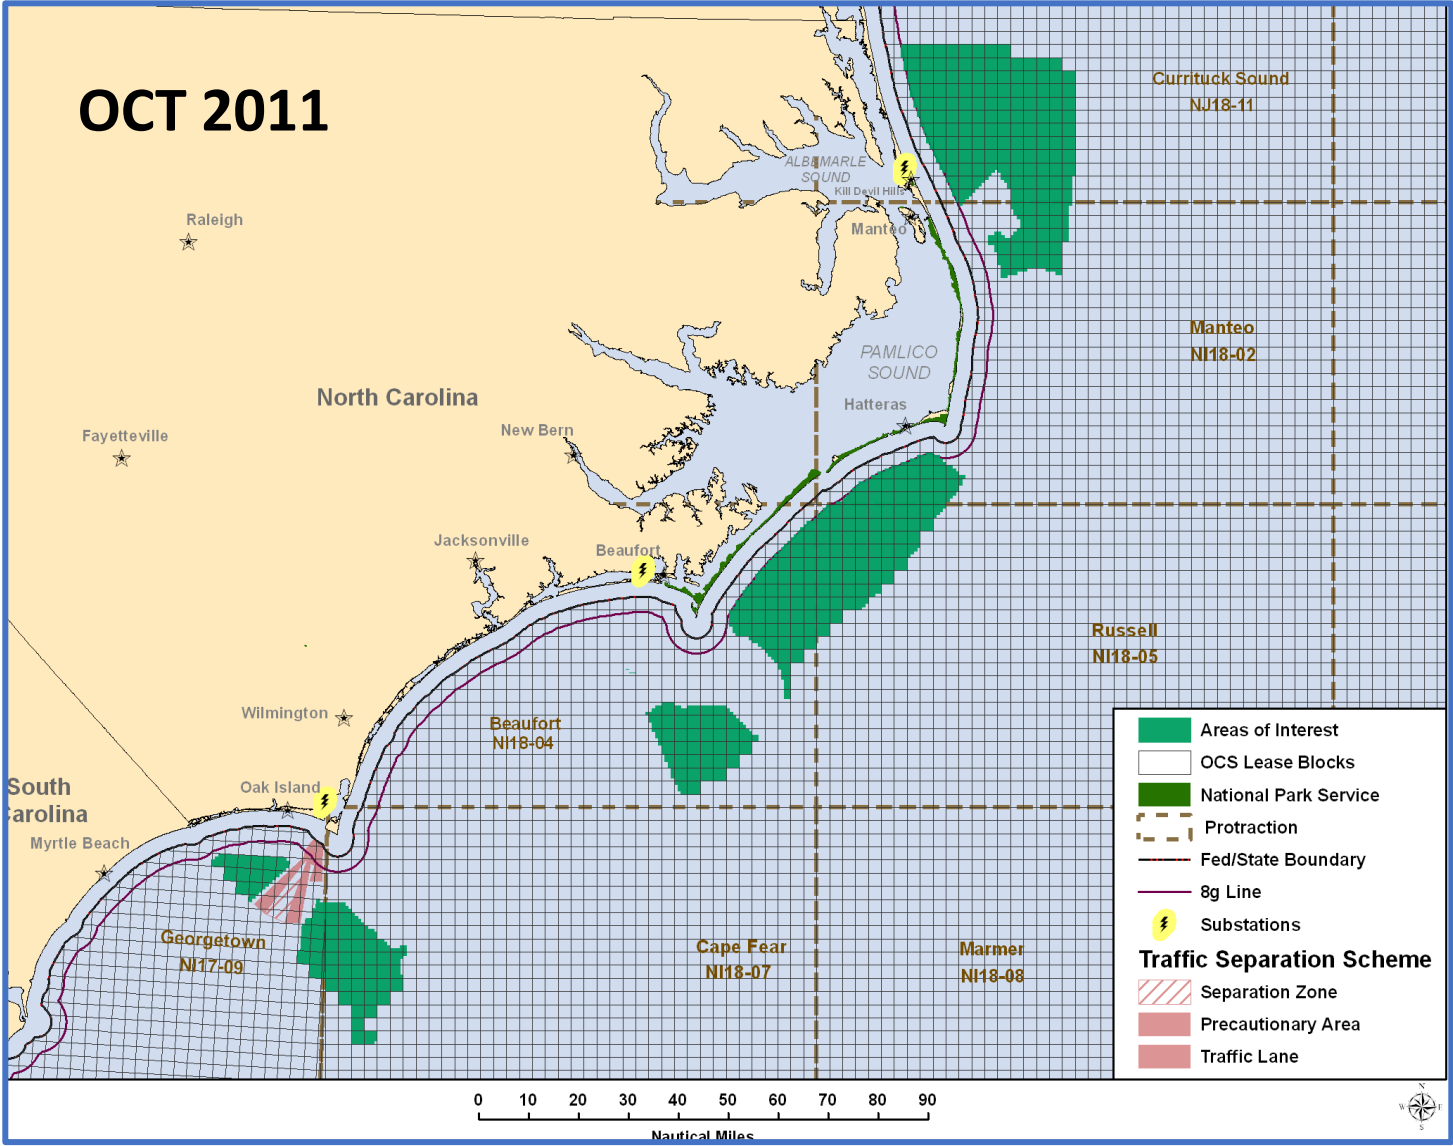 OCT 2011
Currituck Sound
NJ18-11
ALBEMARLE
SOUND
Kill Devil Hills
Raleigh
Manteo
Manteo
NI18-02
PAMLICO
SOUND
North Carolina
Hatteras
New Bern
Fayetteville
Jacksonville
Beaufort
Russell
NI18-05
Wilmington
Beaufort
NI18-04
South
Carolina
Oak Island
Myrtle Beach
Georgetown
NI17-09
Cape Fear
NI18-07
Marmer
NI18-08
Areas of Interest
OCS Lease Blocks
National Park Service
Protraction
Fed/State Boundary
8g Line
Substations
Traffic Separation Scheme
Separation Zone
Precautionary Area
Traffic Lane
0 10 20 30 40 50 60 70 80 90
Nautical Miles
N
W E
S